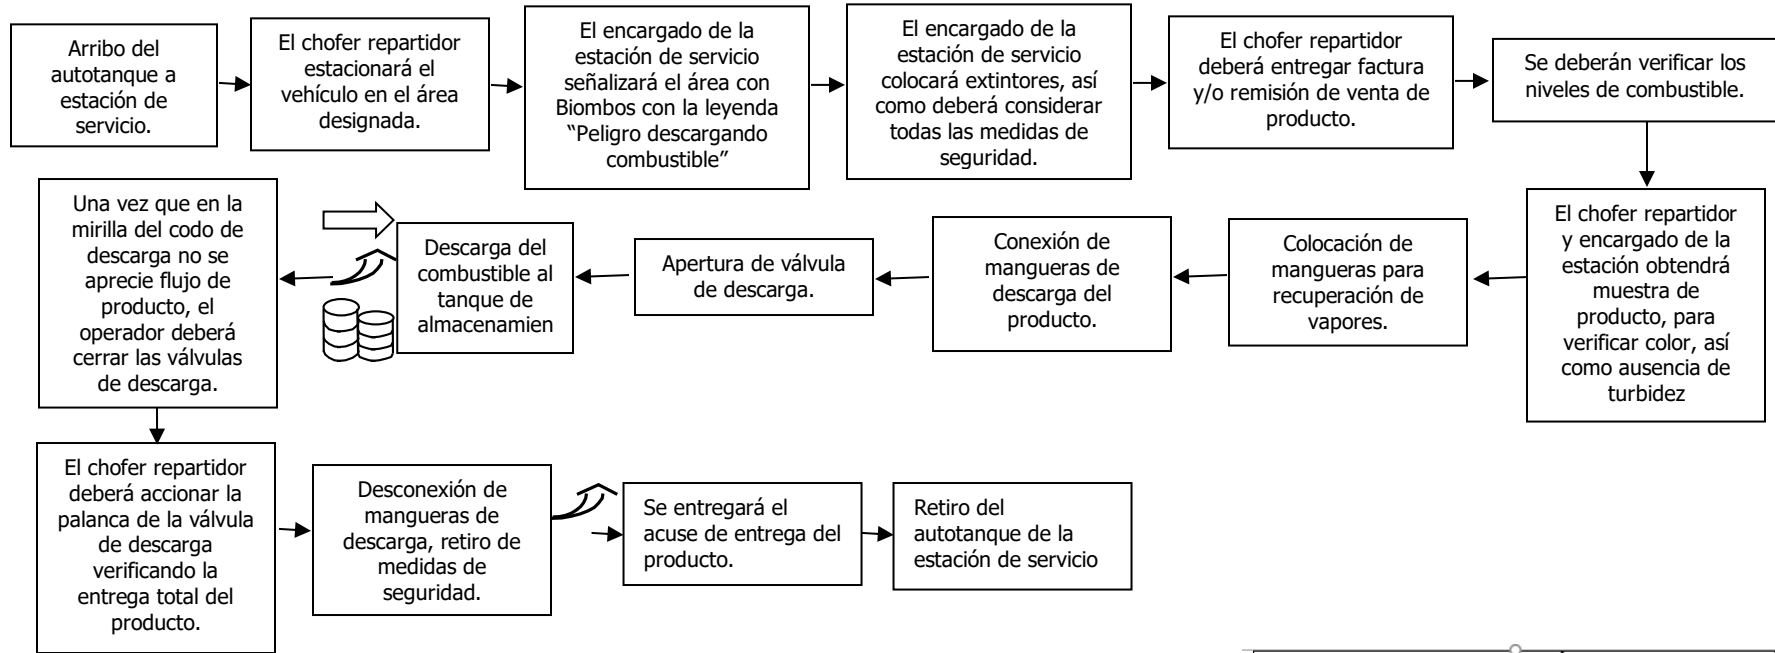 Arribo del
autotanque a
estación de
servicio.
El chofer repartidor
estacionará el
vehículo en el área
designada.
El encargado de la
estación de servicio
señalizará el área con
Biombos con la leyenda
“Peligro descargando
combustible”
El encargado de la
estación de servicio
colocará extintores, así
como deberá considerar
todas las medidas de
seguridad.
El chofer repartidor
deberá entregar factura
y/o remisión de venta de
producto.
Se deberán verificar los
niveles de combustible.
El chofer repartidor
y encargado de la
estación obtendrá
muestra de
producto, para
verificar color, así
como ausencia de
turbidez
Colocación de
mangueras para
recuperación de
vapores.
Conexión de
mangueras de
descarga del
producto.
Apertura de válvula
de descarga.
Descarga del
combustible al
tanque de
almacenamien
Una vez que en la
mirilla del codo de
descarga no se
aprecie flujo de
producto, el
operador deberá
cerrar las válvulas
de descarga.
El chofer repartidor
deberá accionar la
palanca de la válvula
de descarga
verificando la
entrega total del
producto.
Desconexión de
mangueras de
descarga, retiro de
medidas de
seguridad.
Se entregará el
acuse de entrega del
producto.
Retiro del
autotanque de la
estación de servicio